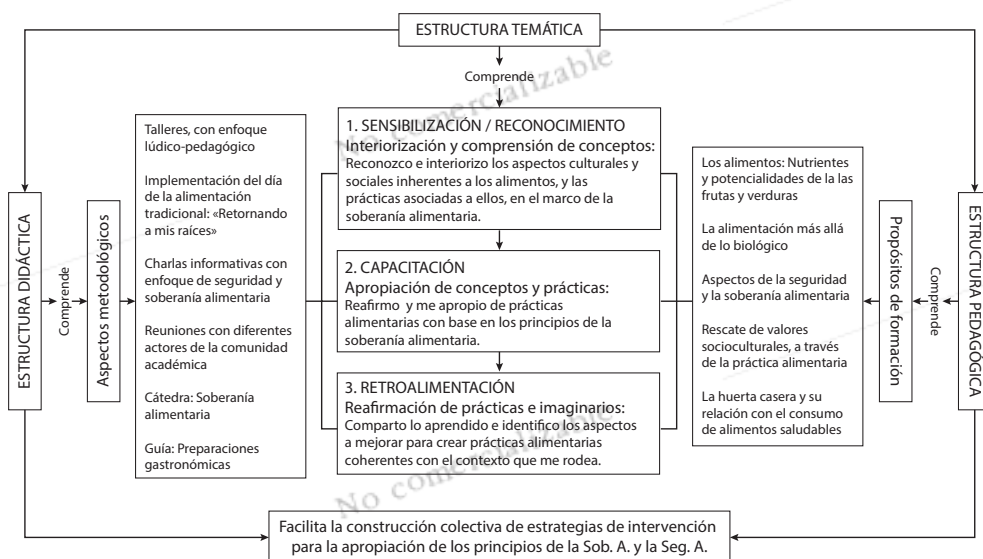 ESTRUCTURA TEMÁTICA
Comprende
No comercializable
ESTRUCTURA DIDÁCTICA
Comprende
Aspectos metodológicos
Talleres, con enfoque
lúdico-pedagógico
Implementación del día
de la alimentación
tradicional: «Retornando
a mis raíces»
Charlas informativas con
enfoque de seguridad y
soberanía alimentaria
Reuniones con diferentes
actores de la comunidad
académica
Cátedra: Soberanía
alimentaria
Guía: Preparaciones
gastronómicas
1. SENSIBILIZACIÓN / RECONOCIMIENTO
Interiorización y comprensión de conceptos:
Reconozco e interiorizo los aspectos culturales y
sociales inherentes a los alimentos, y las
prácticas asociadas a ellos, en el marco de la
soberanía alimentaria.
2. CAPACITACIÓN
Apropiación de conceptos y prácticas:
Reafirmo y me apropio de prácticas
alimentarias con base en los principios de la
soberanía alimentaria.
3. RETROALIMENTACIÓN
Reafirmación de prácticas e imaginarios:
Comparto lo aprendido e identifico los aspectos
a mejorar para crear prácticas alimentarias
coherentes con el contexto que me rodea.
No comercializable
Los alimentos: Nutrientes
y potencialidades de la las
frutas y verduras
La alimentación más allá
de lo biológico
Aspectos de la seguridad
y la soberanía alimentaria
Rescate de valores
socioculturales, a través
de la práctica alimentaria
La huerta casera y su
relación con el consumo
de alimentos saludables
Propósitos de formación
Comprende
ESTRUCTURA PEDAGÓGICA
Facilita la construcción colectiva de estrategias de intervención
para la apropiación de los principios de la Sob. A. y la Seg. A.